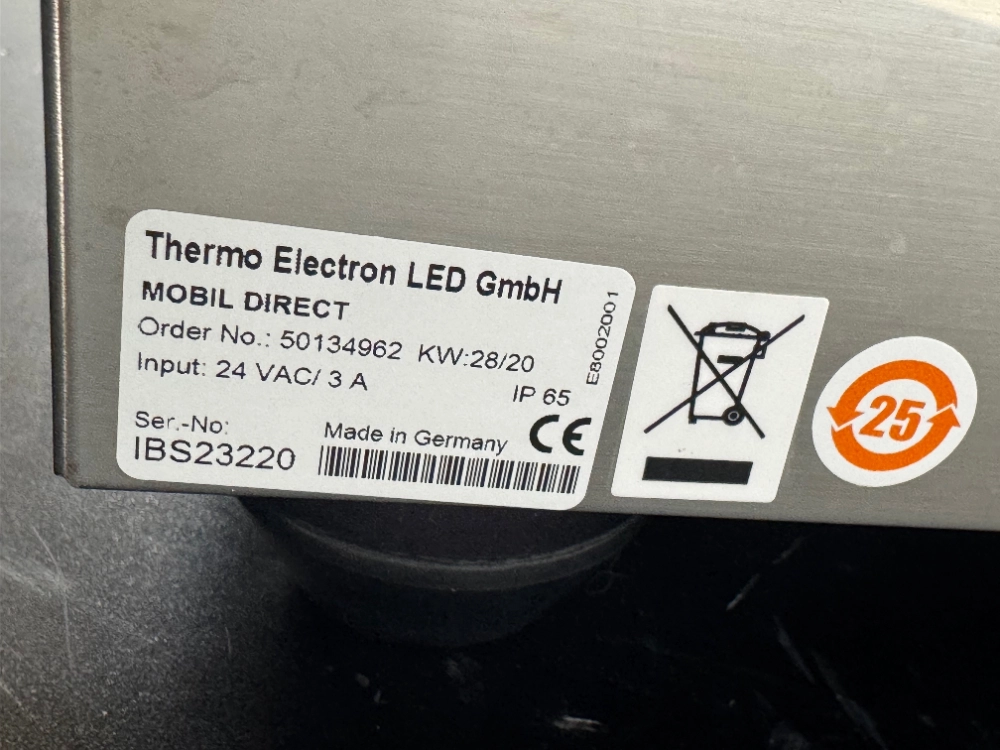 Thermo Electron LED GmbH
MOBIL DIRECT
Order No.: 50134962 KW:28/20
Input: 24 VAC/ 3 A
IP 65
E8002001
Ser.-No:
IBS23220
Made in Germany
CE
25